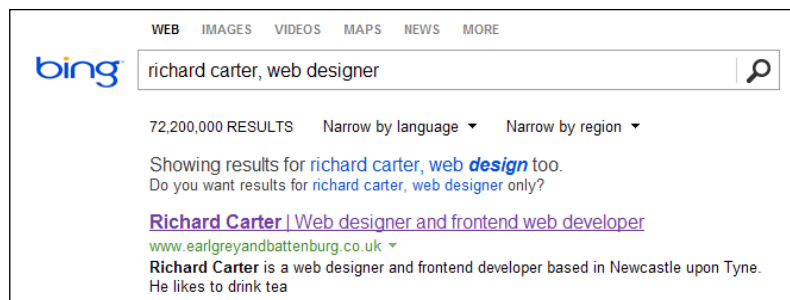 WEB IMAGES VIDEOS MAPS NEWS MORE
bing
richard carter, web designer
72,200,000 RESULTS Narrow by language Narrow by region
Showing results for richard carter, web design too.
Do you want results for richard carter, web designer only?
Richard Carter | Web designer and frontend web developer
www.earlgreyandbattenburg.co.uk
Richard Carter is a web designer and frontend developer based in Newcastle upon Tyne.
He likes to drink tea